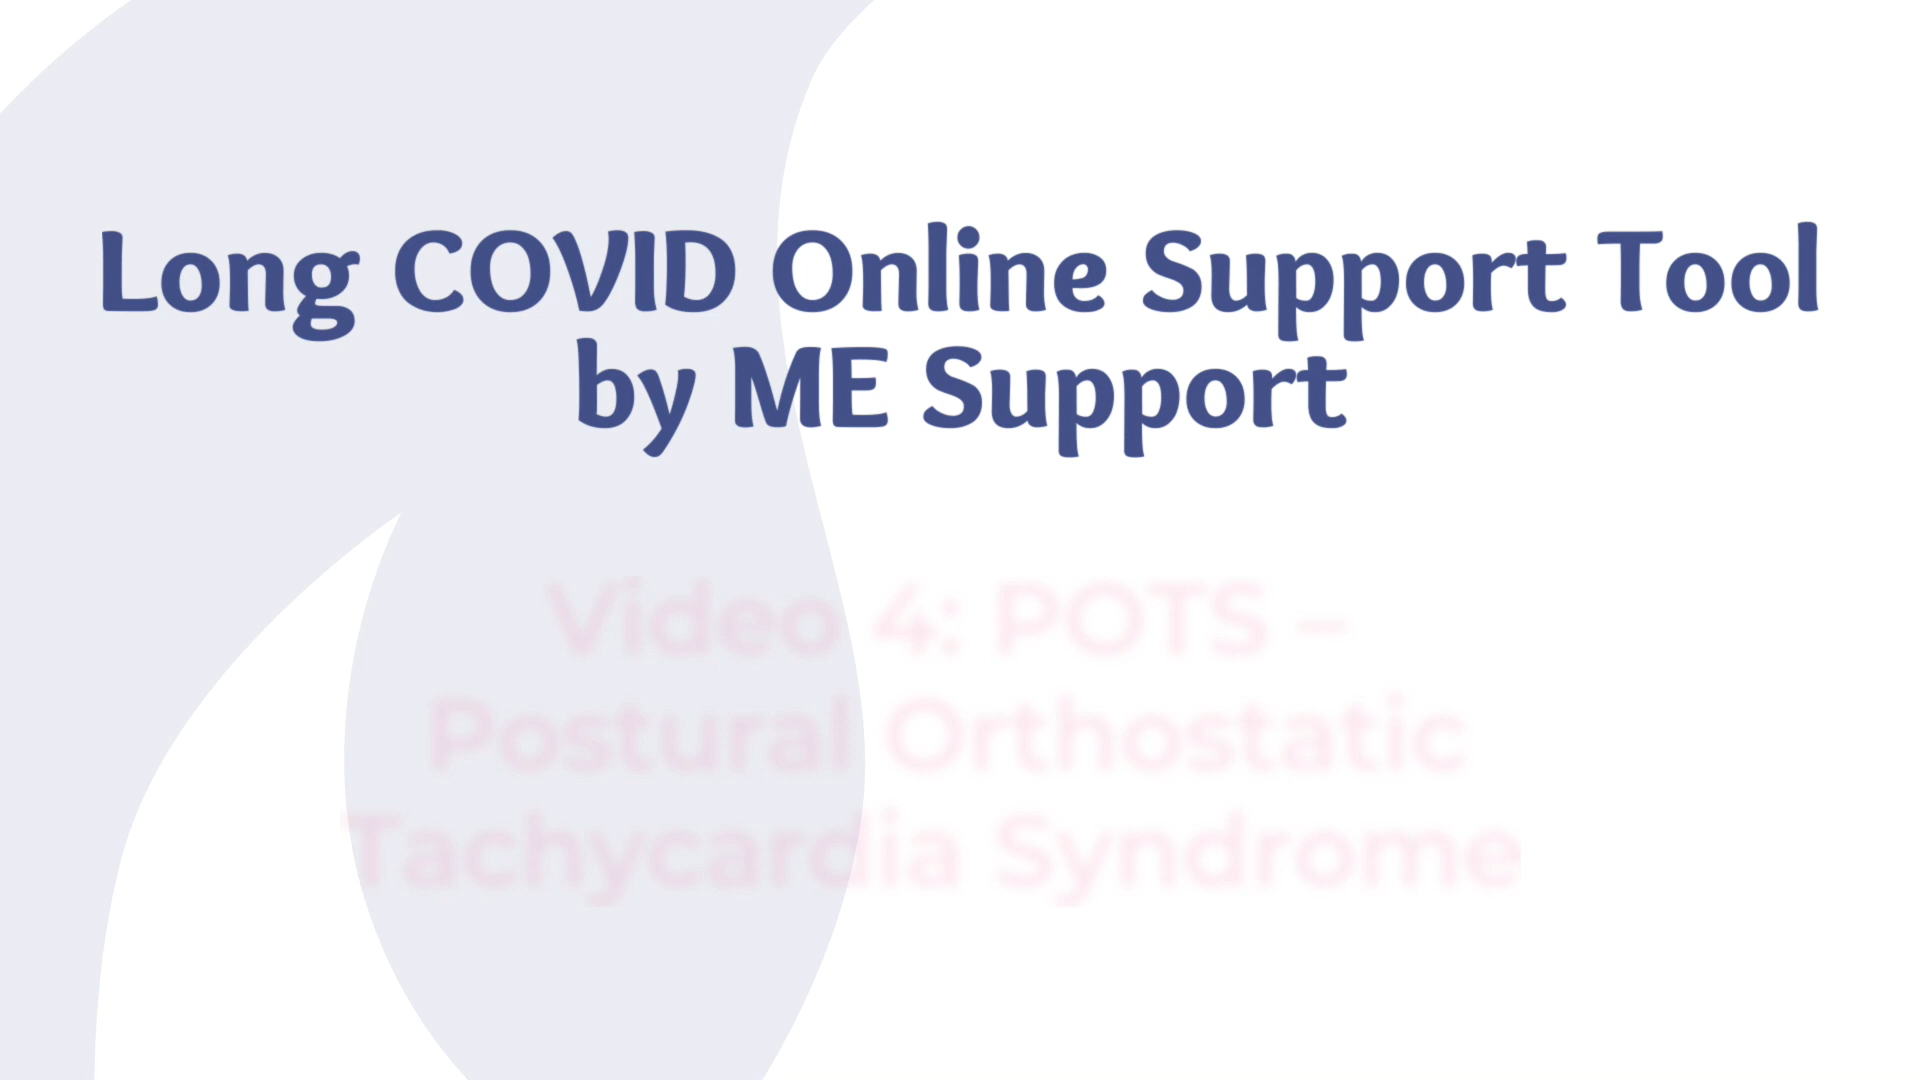 Long COVID Online Support Tool
by ME Support
Video 4: POTS –
Postural Orthostatic
Tachycardia Syndrome